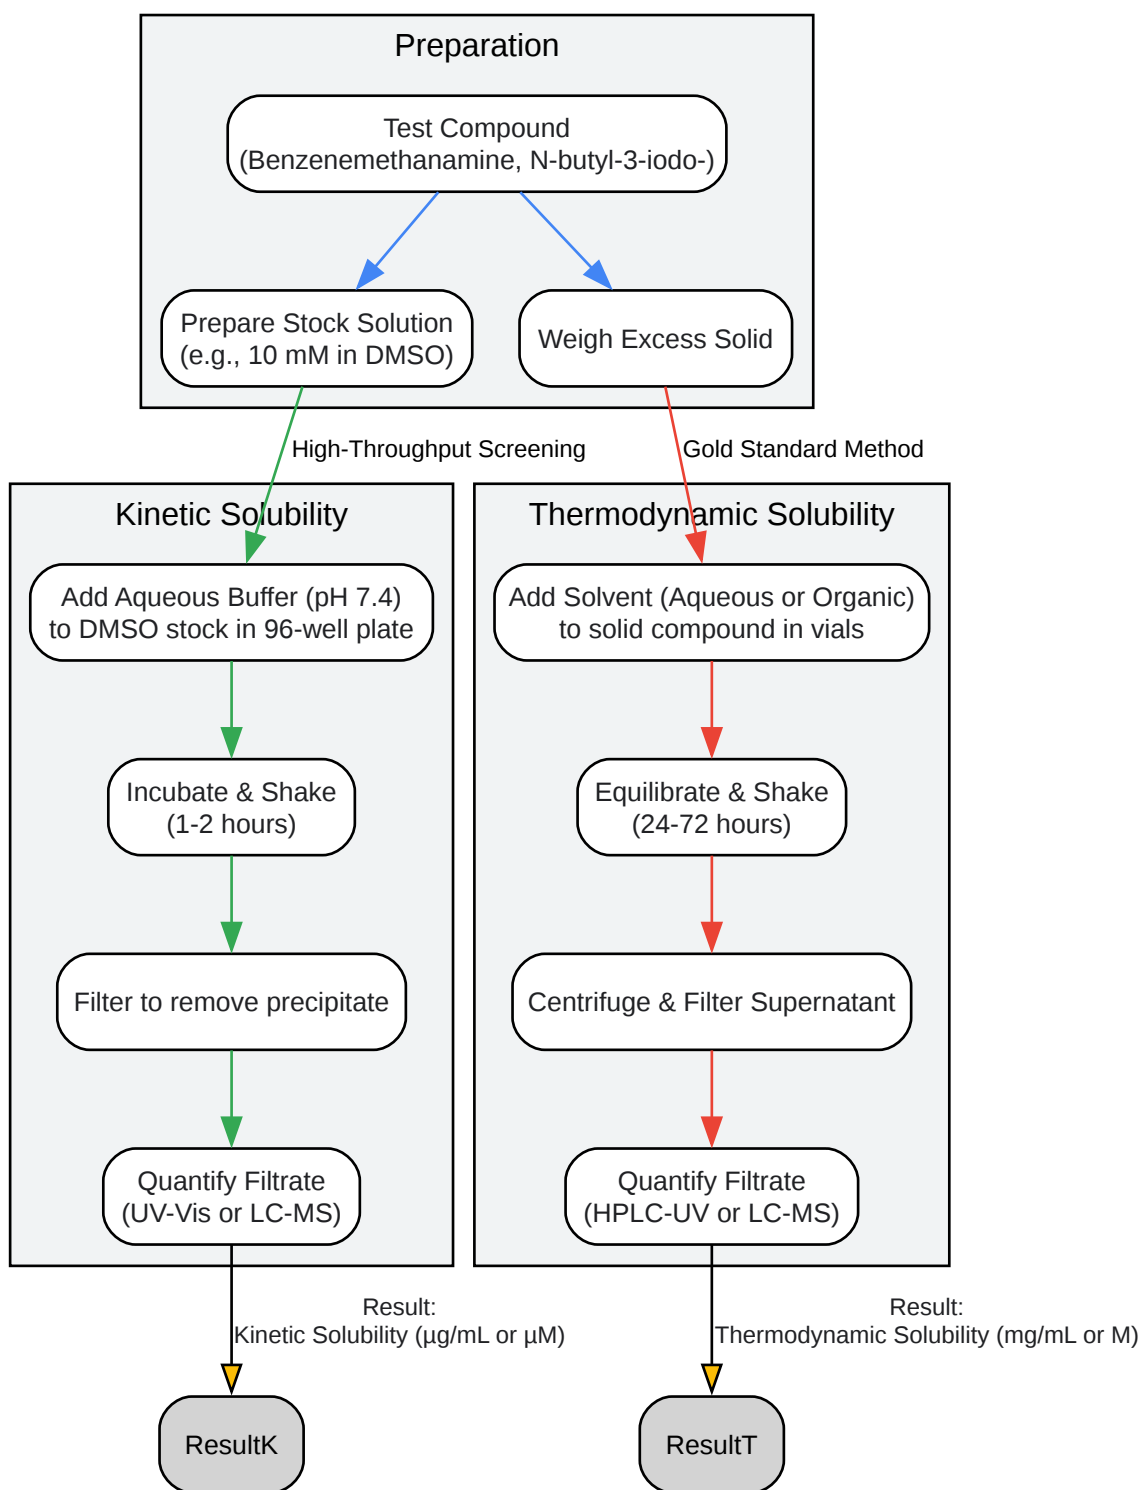 Preparation
Test Compound
(Benzenemethanamine, N-butyl-3-iodo-)
Prepare Stock Solution
(e.g., 10 mM in DMSO)
Weigh Excess Solid
High-Throughput Screening
Gold Standard Method
Kinetic Solubility
Add Aqueous Buffer (pH 7.4)
to DMSO stock in 96-well plate
Incubate & Shake
(1-2 hours)
Filter to remove precipitate
Quantify Filtrate
(UV-Vis or LC-MS)
Result:
Kinetic Solubility (µg/mL or µM)
ResultK
Thermodynamic Solubility
Add Solvent (Aqueous or Organic)
to solid compound in vials
Equilibrate & Shake
(24-72 hours)
Centrifuge & Filter Supernatant
Quantify Filtrate
(HPLC-UV or LC-MS)
Result:
Thermodynamic Solubility (mg/mL or M)
ResultT